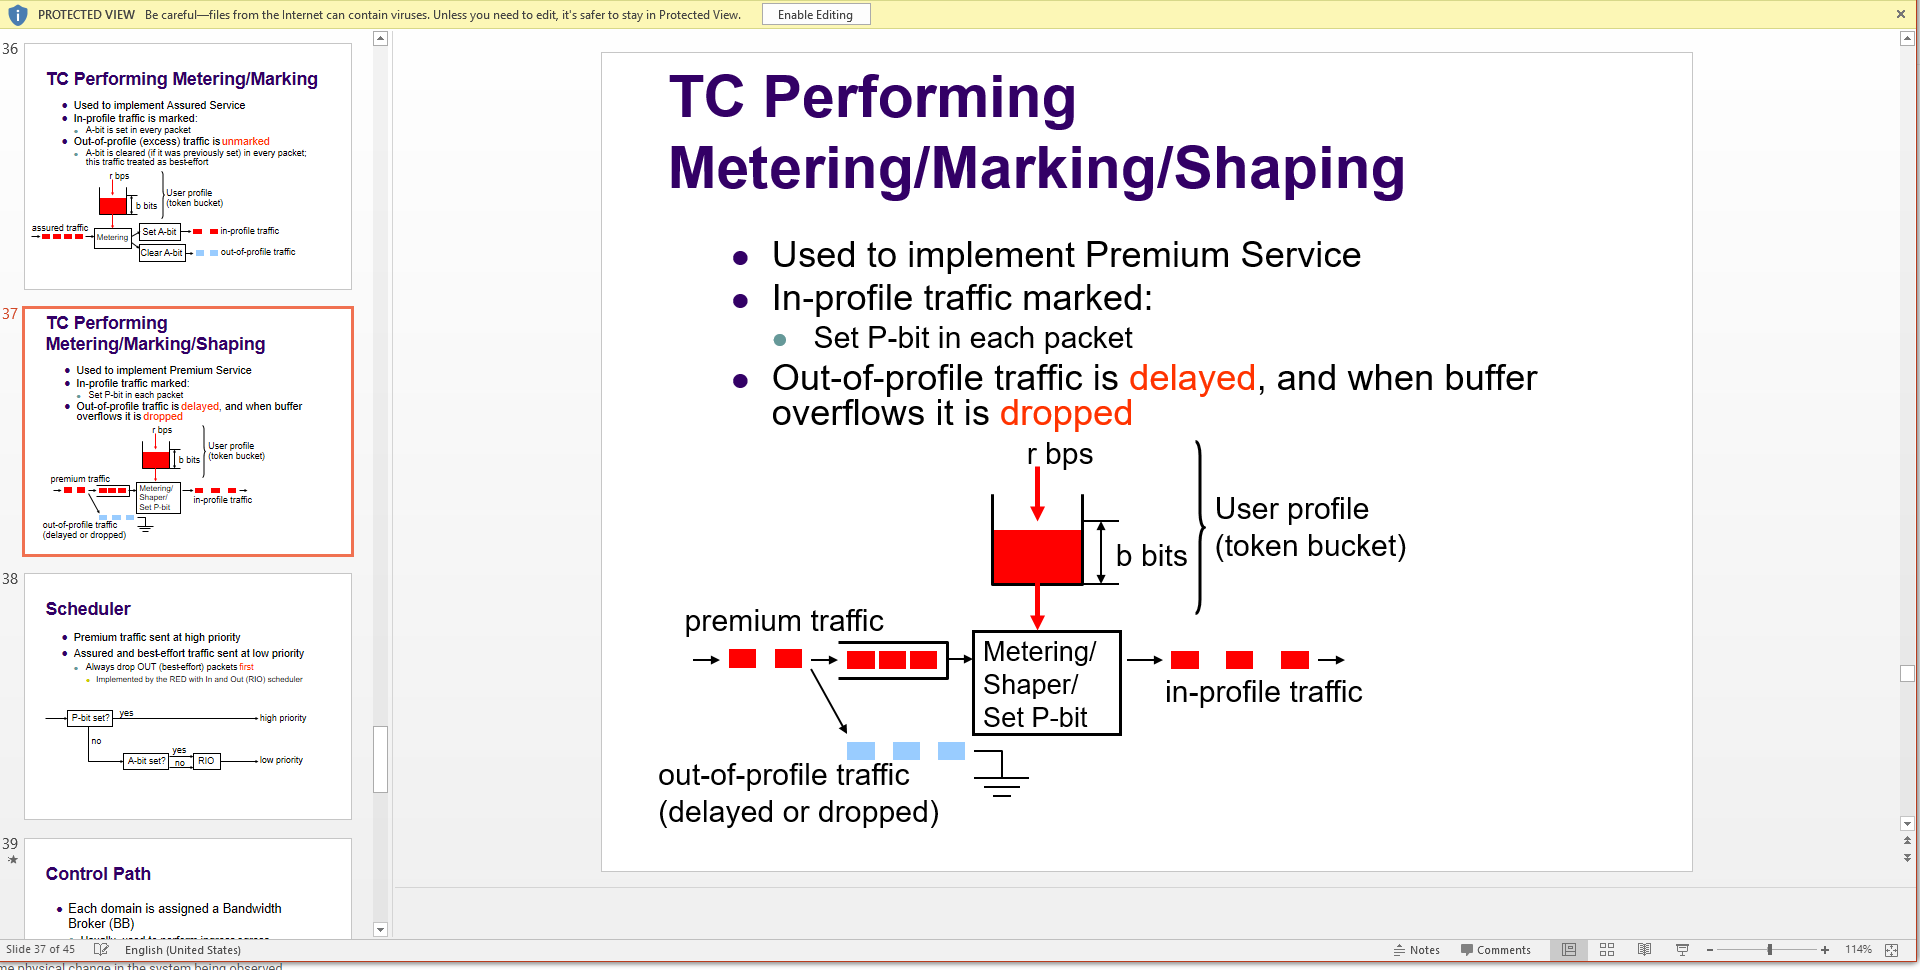 PROTECTED VIEW Be careful—files from the Internet can contain viruses. Unless you need to edit, it's safer to stay in Protected View. Enable Editing
36
TC Performing Metering/Marking
Used to implement Assured Service
In-profile traffic is marked:
A-bit is set in every packet
Out-of-profile (excess) traffic is unmarked
A-bit is cleared (if it was previously set) in every packet;
this traffic treated as best-effort
r bps
User profile
(token bucket)
b bits
assured traffic
Metering
Set A-bit
in-profile traffic
Clear A-bit
out-of-profile traffic
37
TC Performing
Metering/Marking/Shaping
Used to implement Premium Service
In-profile traffic marked:
Set P-bit in each packet
Out-of-profile traffic is delayed, and when buffer
overflows it is dropped
r bps
User profile
(token bucket)
b bits
premium traffic
Metering/
Shaper/
Set P-bit
in-profile traffic
out-of-profile traffic
(delayed or dropped)
38
Scheduler
Premium traffic sent at high priority
Assured and best-effort traffic sent at low priority
Always drop OUT (best-effort) packets first
Implemented by the RED with In and Out (RIO) scheduler
P-bit set?
yes
high priority
no
A-bit set?
yes
no
RIO
low priority
39
Control Path
Each domain is assigned a Bandwidth
Broker (BB)
TC Performing
Metering/Marking/Shaping
Used to implement Premium Service
In-profile traffic marked:
Set P-bit in each packet
Out-of-profile traffic is delayed, and when buffer
overflows it is dropped
r bps
User profile
(token bucket)
b bits
premium traffic
Metering/
Shaper/
Set P-bit
in-profile traffic
out-of-profile traffic
(delayed or dropped)
Slide 37 of 45 English (United States) Notes Comments 114%
me physical change in the system being observed